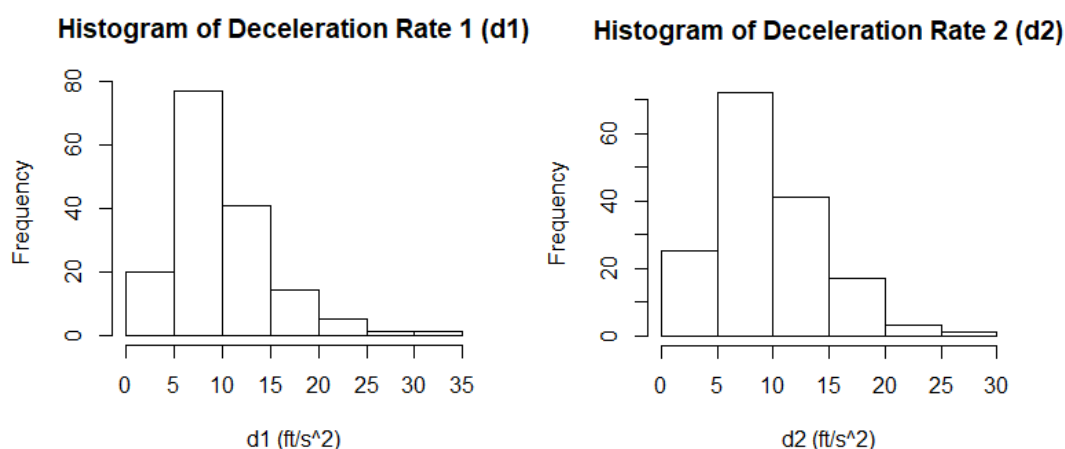 Histogram of Deceleration Rate 1 (d1)
Frequency
80
60
40
20
0
0 5 10 15 20 25 30 35
d1 (ft/s^2)
Histogram of Deceleration Rate 2 (d2)
Frequency
60
40
20
0
0 5 10 15 20 25 30
d2 (ft/s^2)